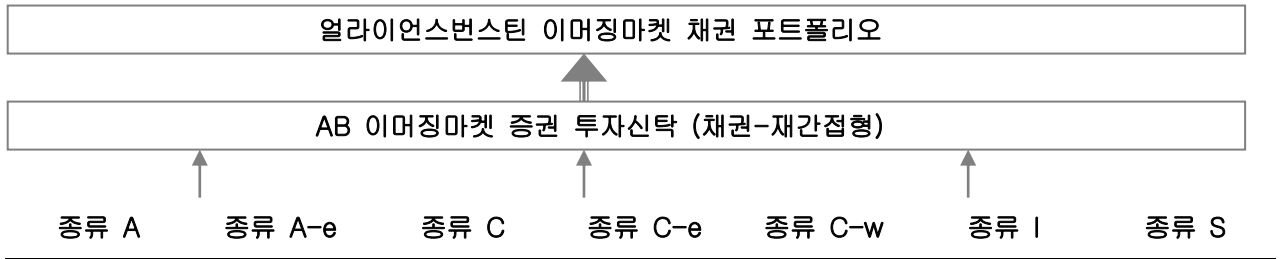 얼라이언스번스틴 이머징마켓 채권 포트폴리오
AB 이머징마켓 증권 투자신탁 (채권-재간접형)
종류 A 종류 A-e 종류 C 종류 C-e 종류 C-w 종류 I 종류 S